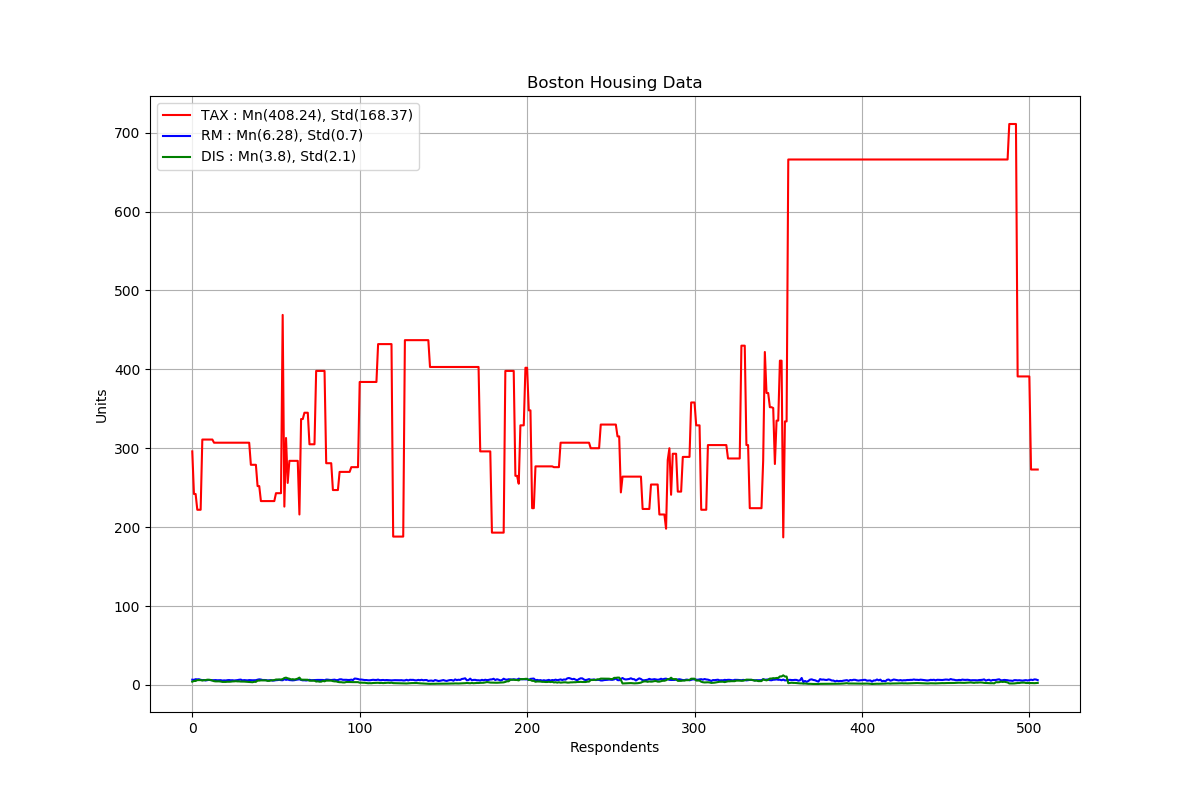 Boston Housing Data
TAX : Mn(408.24), Std(168.37)
RM : Mn(6.28), Std(0.7)
DIS : Mn(3.8), Std(2.1)
700
600
500
400
300
200
100
0
Units
0 100 200 300 400 500
Respondents